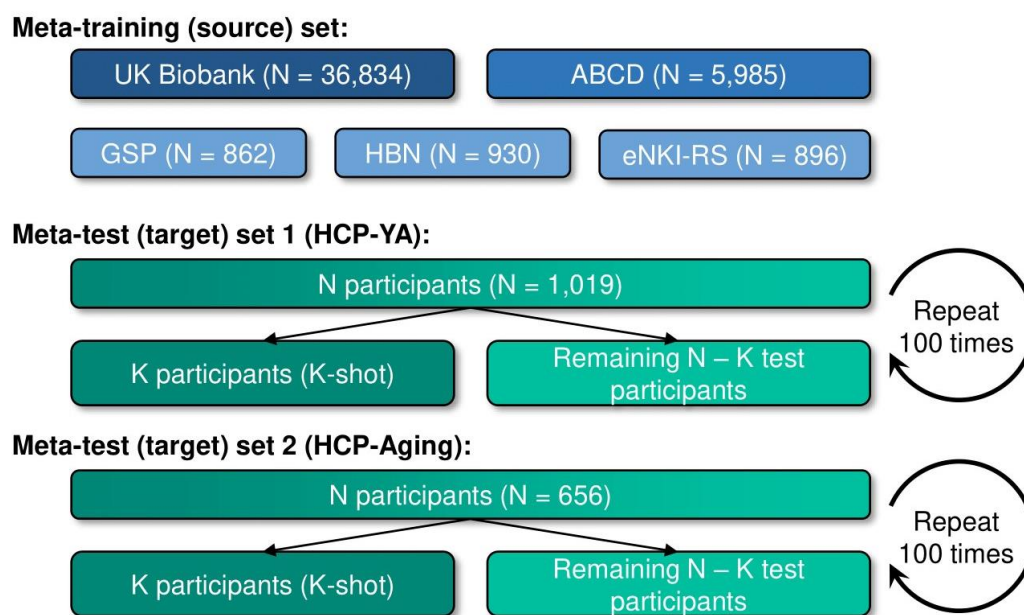 Meta-training (source) set:
UK Biobank (N = 36,834)
ABCD (N = 5,985)
GSP (N = 862)
HBN (N = 930)
eNKI-RS (N = 896)
Meta-test (target) set 1 (HCP-YA):
N participants (N = 1,019)
K participants (K-shot)
Remaining N – K test
participants
Repeat
100 times
Meta-test (target) set 2 (HCP-Aging):
N participants (N = 656)
K participants (K-shot)
Remaining N – K test
participants
Repeat
100 times